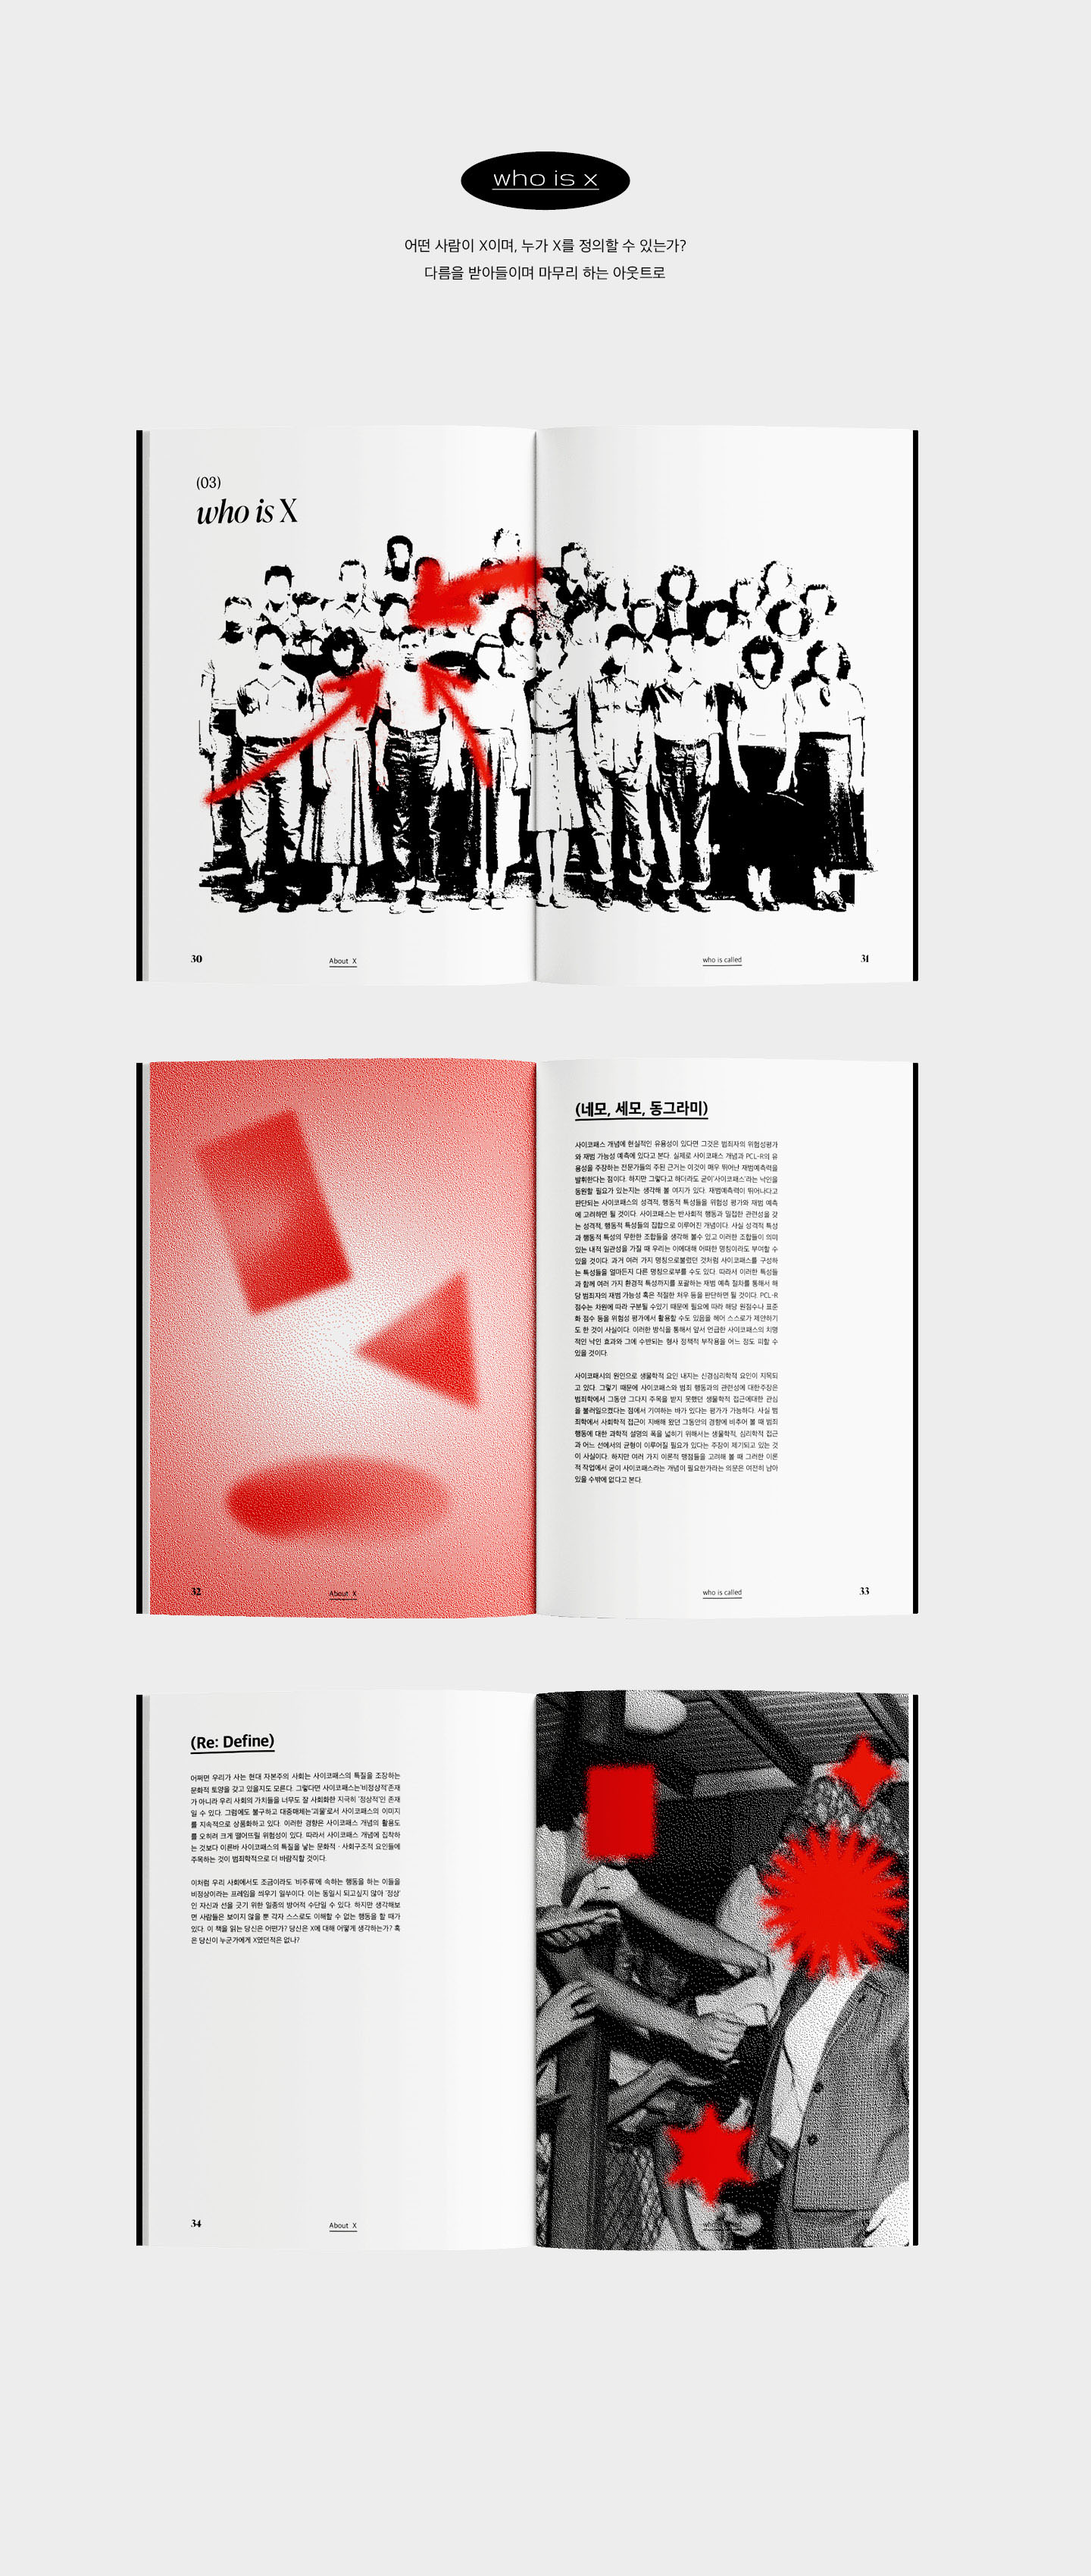 who is x
어떤 사람이 X이며, 누가 X를 정의할 수 있는가?
다름을 받아들이며 마무리 하는 아웃트로
(03)
who is X
30
About X
who is called
31
(네모, 세모, 동그라미)
사이코패스 개념에 현실적인 유용성이 있다면 그것은 범죄자의 위험성평가
와 재범 가능성 예측에 있다고 본다. 실제로 사이코패스 개념과 PCL-R의 유
용성을 주장하는 전문가들의 주된 근거는 이것이 매우 뛰어난 재범예측력을
발휘한다는 점이다. 하지만 그렇다고 하더라도 굳이'사이코패스'라는 낙인을
동원할 필요가 있는지는 생각해 볼 여지가 있다. 재범예측력이 뛰어나다고
판단되는 사이코패스의 성격적, 행동적 특성들을 위험성 평가와 재범 예측
에 고려하면 될 것이다. 사이코패스는 반사회적 행동과 밀접한 관련성을 갖
는 성격적, 행동적 특성들의 집합으로 이루어진 개념이다. 사실 성격적 특성
과 행동적 특성의 무한한 조합들을 생각해 볼수 있고 이러한 조합들이 의미
있는 내적 일관성을 가질 때 우리는 이에대해 어떠한 명칭이라도 부여할 수
있을 것이다. 과거 여러 가지 명칭으로불렸던 것처럼 사이코패스를 구성하
는 특성들을 얼마든지 다른 명칭으로부를 수도 있다. 따라서 이러한 특성들
과 함께 여러 가지 환경적 특성까지를 포괄하는 재범 예측 절차를 통해서 해
당 범죄자의 재범 가능성 혹은 적절한 처우 등을 판단하면 될 것이다. PCL-R
점수는 차원에 따라 구분될 수있기 때문에 필요에 따라 해당 원점수나 표준
화 점수 등을 위험성 평가에서 활용할 수도 있음을 헤어 스스로가 제안하기
도 한 것이 사실이다. 이러한 방식을 통해서 앞서 언급한 사이코패스의 치명
적인 낙인 효과와 그에 수반되는 형사 정책적 부작용을 어느 정도 피할 수
있을 것이다.
사이코패시의 원인으로 생물학적 요인 내지는 신경심리학적 요인이 지목되
고 있다. 그렇기 때문에 사이코패스와 범죄 행동과의 관련성에 대한주장은
범죄학에서 그동안 그다지 주목을 받지 못했던 생물학적 접근에대한 관심
을 불러일으켰다는 점에서 기여하는 바가 있다는 평가가 가능하다. 사실 범
죄학에서 사회학적 접근이 지배해 왔던 그동안의 경향에 비추어 볼 때 범죄
행동에 대한 과학적 설명의 폭을 넓히기 위해서는 생물학적, 심리학적 접근
과 어느 선에서의 균형이 이루어질 필요가 있다는 주장이 제기되고 있는 것
이 사실이다. 하지만 여러 가지 이론적 쟁점들을 고려해 볼 때 그러한 이론
적 작업에서 굳이 사이코패스라는 개념이 필요한가라는 의문은 여전히 남아
있을 수밖에 없다고 본다.
32
About X
who is called
33
(Re: Define)
어쩌면 우리가 사는 현대 자본주의 사회는 사이코패스의 특질을 조장하는
문화적 토양을 갖고 있을지도 모른다. 그렇다면 사이코패스는'비정상적'존재
가 아니라 우리 사회의 가치들을 너무도 잘 사회화한 지극히 '정상적'인 존재
일 수 있다. 그럼에도 불구하고 대중매체는'괴물'로서 사이코패스의 이미지
를 지속적으로 상품화하고 있다. 이러한 경향은 사이코패스 개념의 활용도
를 오히려 크게 떨어뜨릴 위험성이 있다. 따라서 사이코패스 개념에 집착하
는 것보다 이른바 사이코패스의 특질을 낳는 문화적 · 사회구조적 요인들에
주목하는 것이 범죄학적으로 더 바람직할 것이다.
이처럼 우리 사회에서도 조금이라도 '비주류'에 속하는 행동을 하는 이들을
비정상이라는 프레임을 씌우기 일쑤이다. 이는 동일시 되고싶지 않아 '정상'
인 자신과 선을 긋기 위한 일종의 방어적 수단일 수 있다. 하지만 생각해보
면 사람들은 보이지 않을 뿐 각자 스스로도 이해할 수 없는 행동을 할 때가
있다. 이 책을 읽는 당신은 어떤가? 당신은 X에 대해 어떻게 생각하는가? 혹
은 당신이 누군가에게 X였던적은 없나?
34
About X